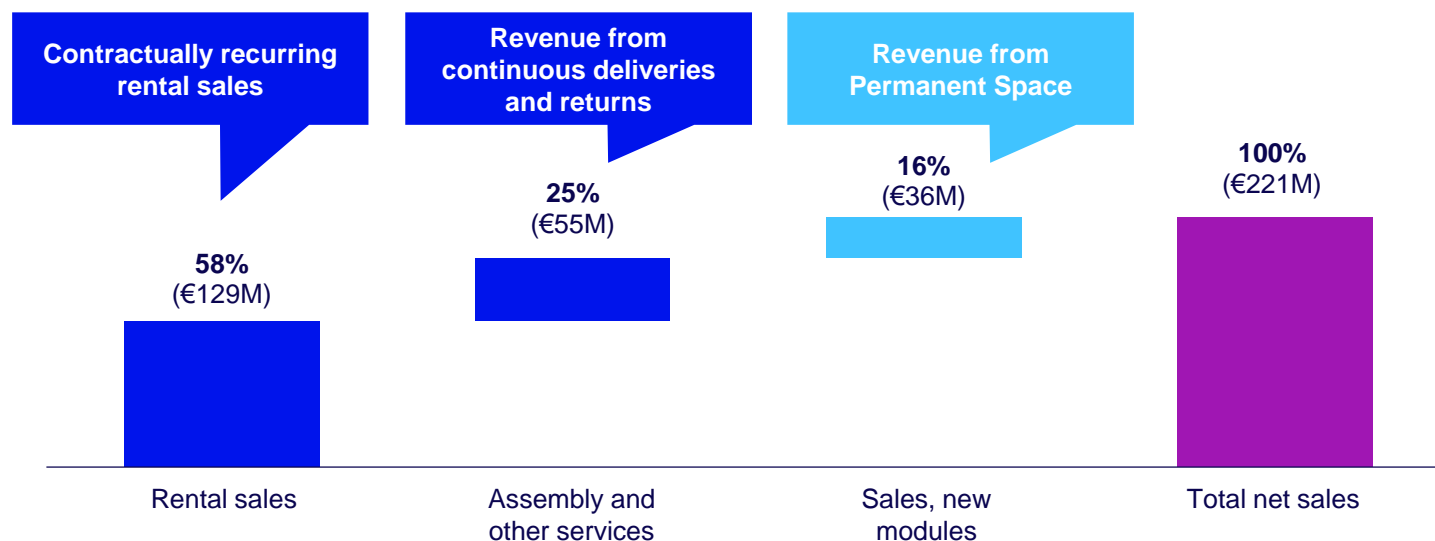 Contractually recurring
rental sales
Revenue from
continuous deliveries
and returns
Revenue from
Permanent Space
58%
(€129M)
25%
(€55M)
16%
(€36M)
100%
(€221M)
Rental sales
Assembly and
other services
Sales, new
modules
Total net sales